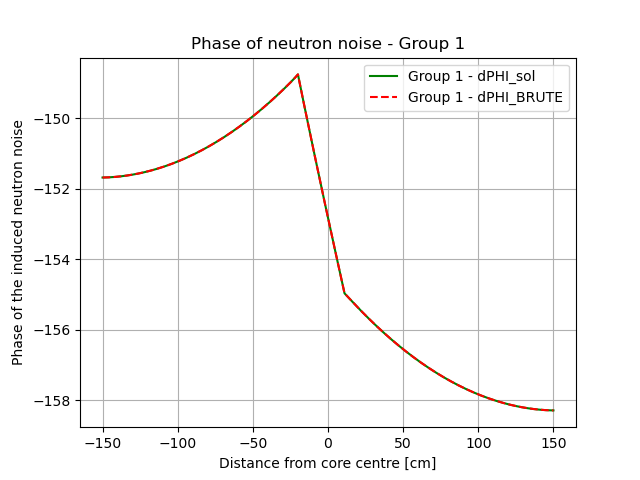 Phase of neutron noise - Group 1
Group 1 - dPHI_sol
Group 1 - dPHI_BRUTE
Phase of the induced neutron noise
−150
−152
−154
−156
−158
−150
−100
−50
0
50
100
150
Distance from core centre [cm]